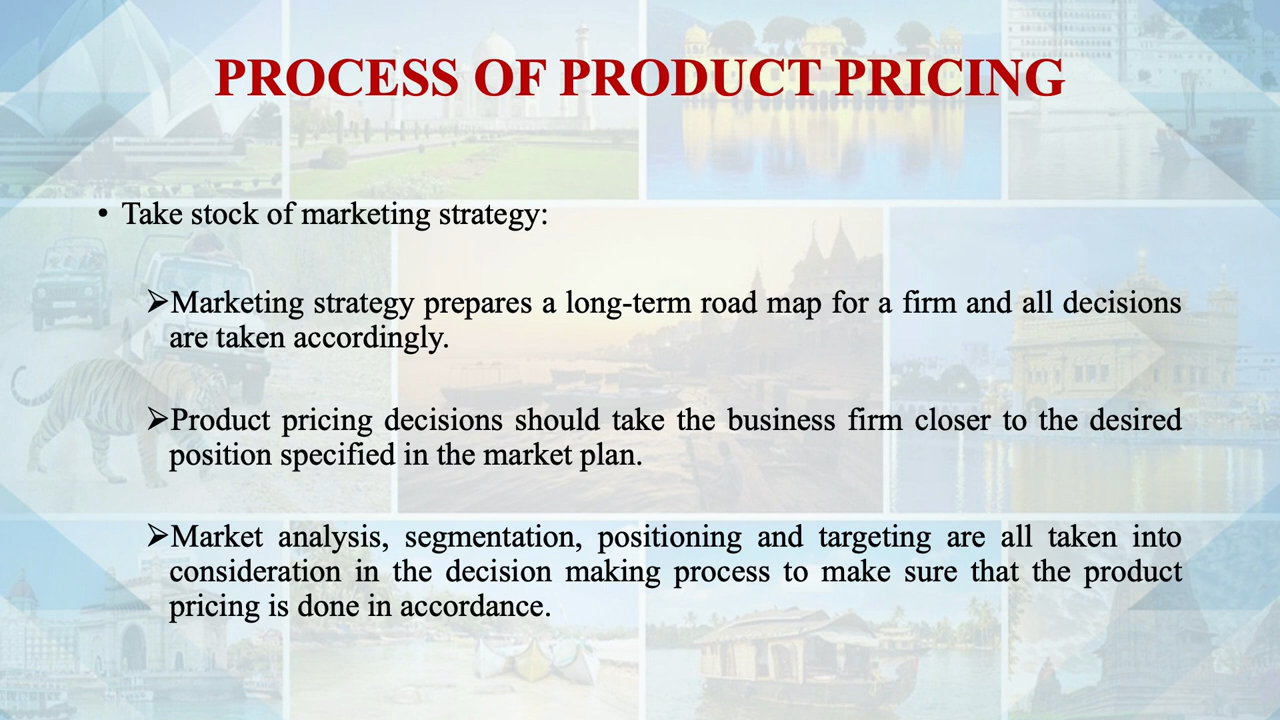 PROCESS OF PRODUCT PRICING
• Take stock of marketing strategy:
➢Marketing strategy prepares a long-term road map for a firm and all decisions
are taken accordingly.
➢Product pricing decisions should take the business firm closer to the desired
position specified in the market plan.
➢Market analysis, segmentation, positioning and targeting are all taken into
consideration in the decision making process to make sure that the product
pricing is done in accordance.